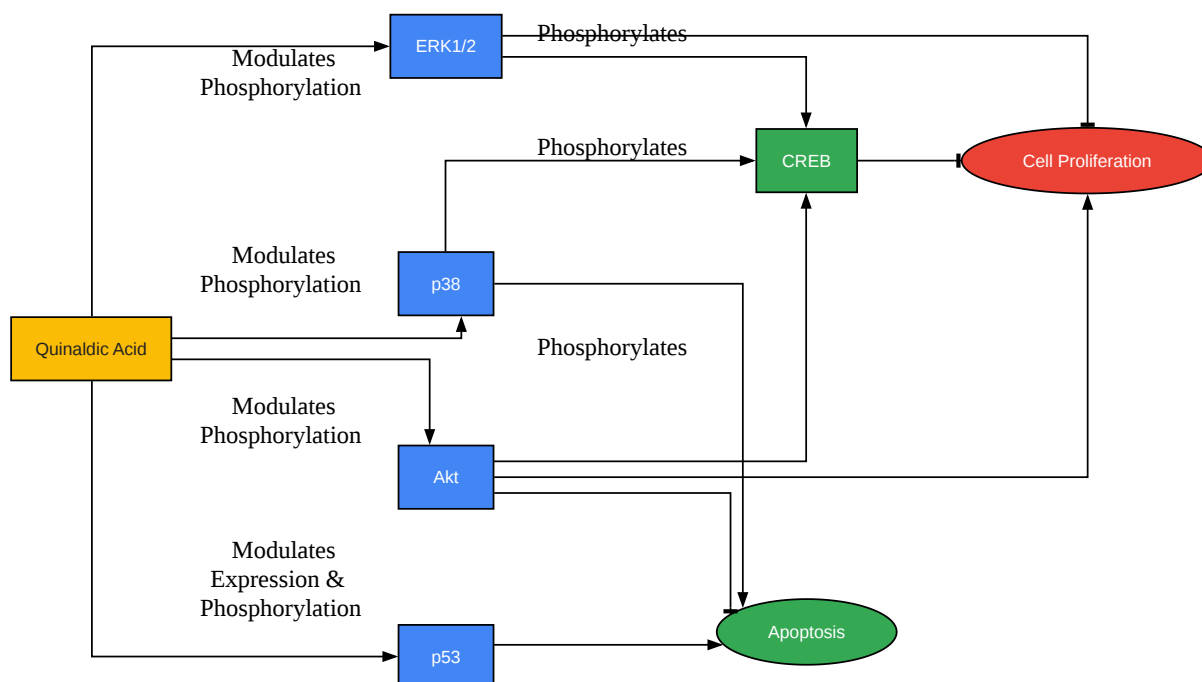 ERK1/2
Phosphorylates
Modulates
Phosphorylation
Phosphorylates
CREB
Cell Proliferation
Modulates
Phosphorylation
p38
Quinaldic Acid
Phosphorylates
Modulates
Phosphorylation
Akt
Modulates
Expression &
Phosphorylation
p53
Apoptosis